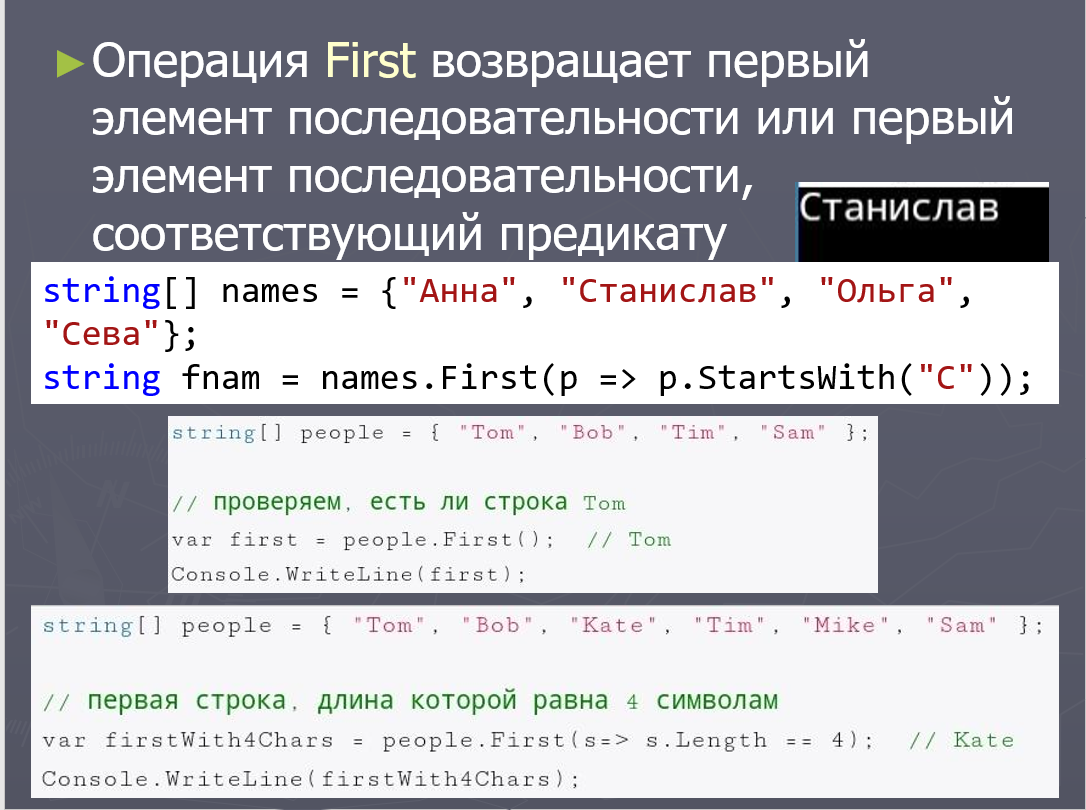 ►Операция First возвращает первый
элемент последовательности или первый
элемент последовательности,
соответствующий предикату
Станислав
string[] names = {"Анна", "Станислав", "Ольга",
"Сева"};
string fnam = names.First(p => p.StartsWith("С"));
string[] people = { "Tom", "Bob", "Tim", "Sam" };
// проверяем, есть ли строка Tom
var first = people.First();  // Tom
Console.WriteLine(first);
string[] people = { "Tom", "Bob", "Kate", "Tim", "Mike", "Sam" };
// первая строка, длина которой равна 4 символам
var firstWith4Chars = people.First(s=> s.Length == 4);  // Kate
Console.WriteLine(firstWith4Chars);